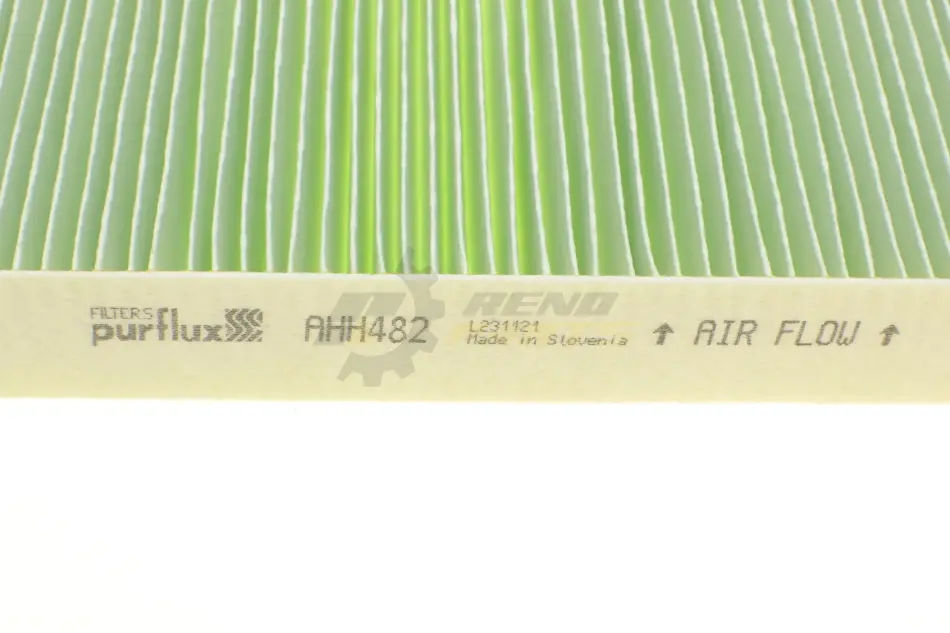 FILTERS
purflux
AHH482
L231121
Made in Slovenia
↑ AIR FLOW ↑
RENO